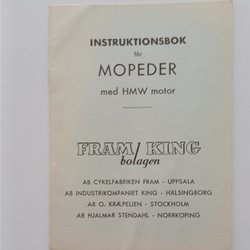 INSTRUKTIONSBOK
för
MOPEDER
med HMW motor
FRAM/KING
bolagen
AB CYKELFABRIKEN FRAM - UPPSALA
AB INDUSTRIKOMPANIET KING - HÄLSINGBORG
AB O. KRÆPELIEN - STOCKHOLM
AB HJALMAR STENDAHL - NORRKÖPING